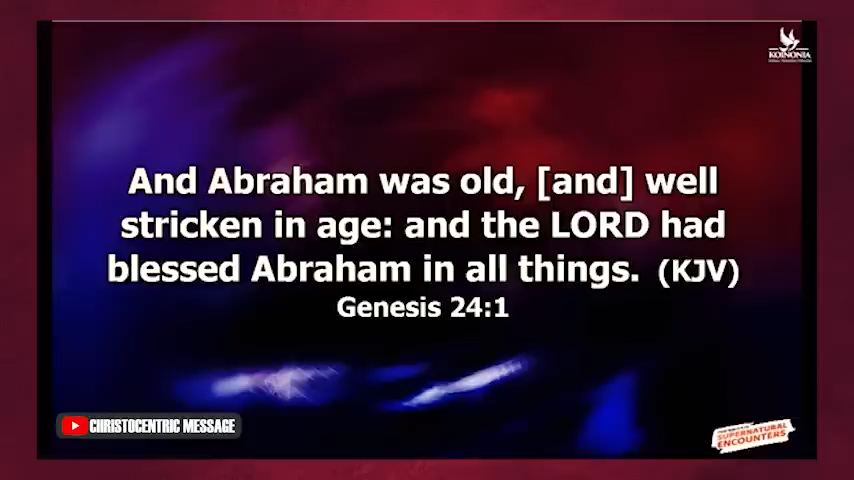 KOINONIA
And Abraham was old, [and] well
stricken in age: and the LORD had
blessed Abraham in all things. (KJV)
Genesis 24:1
CHRISTOCENTRIC MESSAGE
SUPERNATURAL
ENCOUNTERS